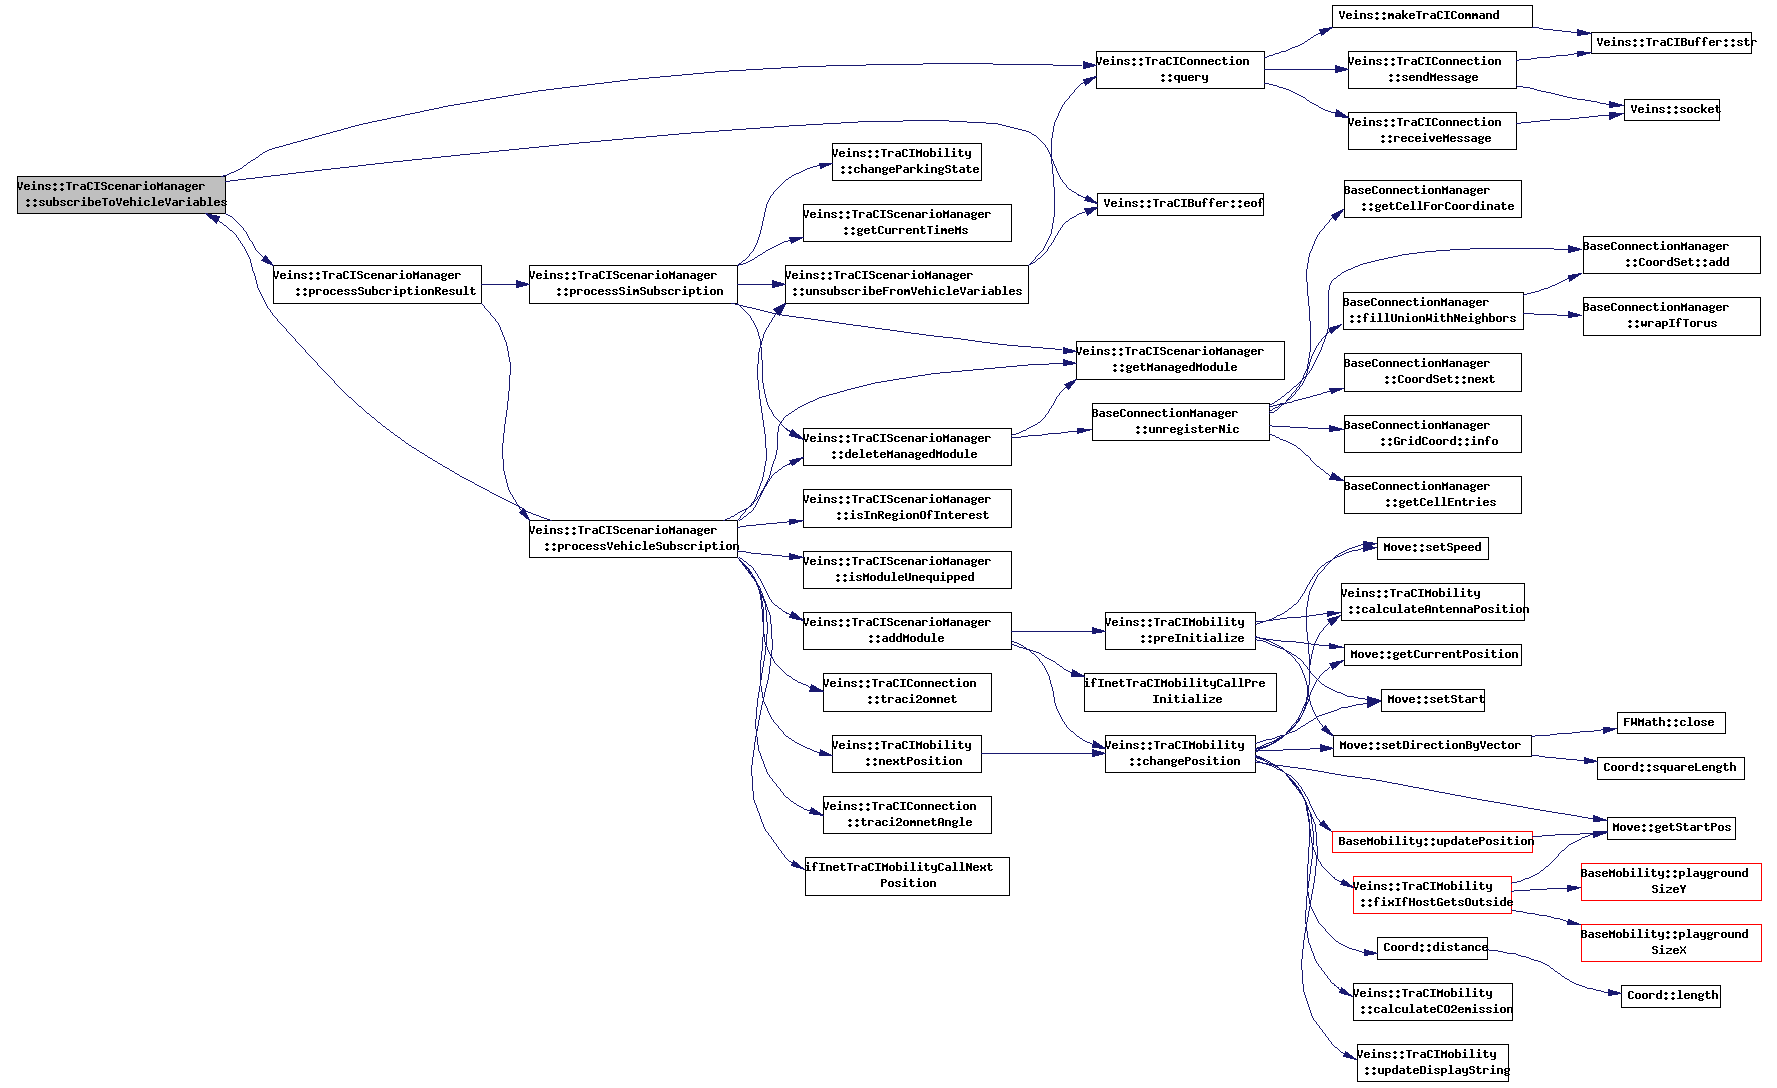 Veins::TraCIScenarioManager
::subscribeToVehicleVariables
Veins::TraCIScenarioManager
::processSubcriptionResult
Veins::TraCIScenarioManager
::processSimSubscription
Veins::TraCIScenarioManager
::processVehicleSubscription
Veins::TraCIMobility
::changeParkingState
Veins::TraCIScenarioManager
::getCurrentTimeMs
Veins::TraCIScenarioManager
::unsubscribeFromVehicleVariables
Veins::TraCIScenarioManager
::deleteManagedModule
Veins::TraCIScenarioManager
::isInRegionOfInterest
Veins::TraCIScenarioManager
::isModuleUnequipped
Veins::TraCIScenarioManager
::addModule
Veins::TraCIConnection
::traci2omnet
Veins::TraCIMobility
::nextPosition
Veins::TraCIConnection
::traci2omnetAngle
ifInetTraCIMobilityCallNext
Position
Veins::TraCIConnection
::query
Veins::TraCIBuffer::eof
Veins::TraCIScenarioManager
::getManagedModule
BaseConnectionManager
::unregisterNic
Veins::TraCIMobility
::preInitialize
ifInetTraCIMobilityCallPre
Initialize
Veins::TraCIMobility
::changePosition
Veins::makeTraCICommand
Veins::TraCIConnection
::sendMessage
Veins::TraCIConnection
::receiveMessage
BaseConnectionManager
::getCellForCoordinate
BaseConnectionManager
::fillUnionWithNeighbors
BaseConnectionManager
::CoordSet::next
BaseConnectionManager
::GridCoord::info
BaseConnectionManager
::getCellEntries
Move::setSpeed
Veins::TraCIMobility
::calculateAntennaPosition
Move::getCurrentPosition
Move::setStart
Move::setDirectionByVector
BaseMobility::updatePosition
Veins::TraCIMobility
::fixIfHostGetsOutside
Coord::distance
Veins::TraCIMobility
::calculateCO2emission
Veins::TraCIMobility
::updateDisplayString
Veins::TraCIBuffer::str
Veins::socket
BaseConnectionManager
::CoordSet::add
BaseConnectionManager
::wrapIfTorus
FWMath::close
Coord::squareLength
Move::getStartPos
BaseMobility::playground
SizeY
BaseMobility::playground
SizeX
Coord::length